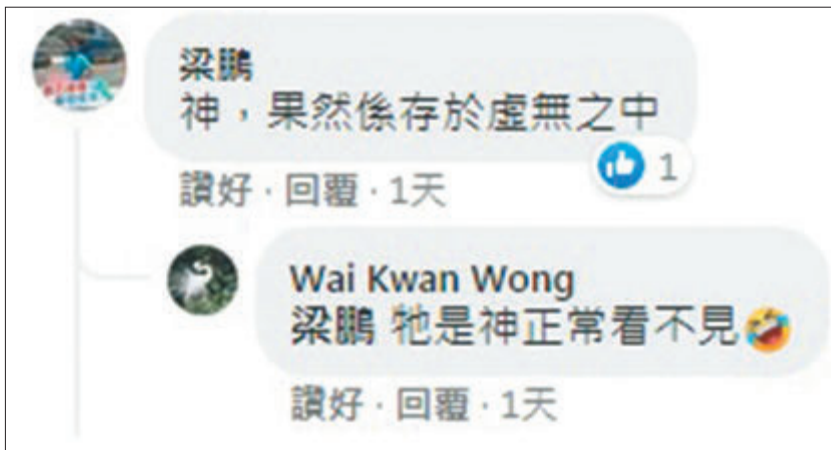 梁鵬
神，果然係存於虛無之中
1
讚好 · 回覆 · 1天
Wai Kwan Wong
梁鵬 牠是神正常看不見🤣
讚好 · 回覆 · 1天